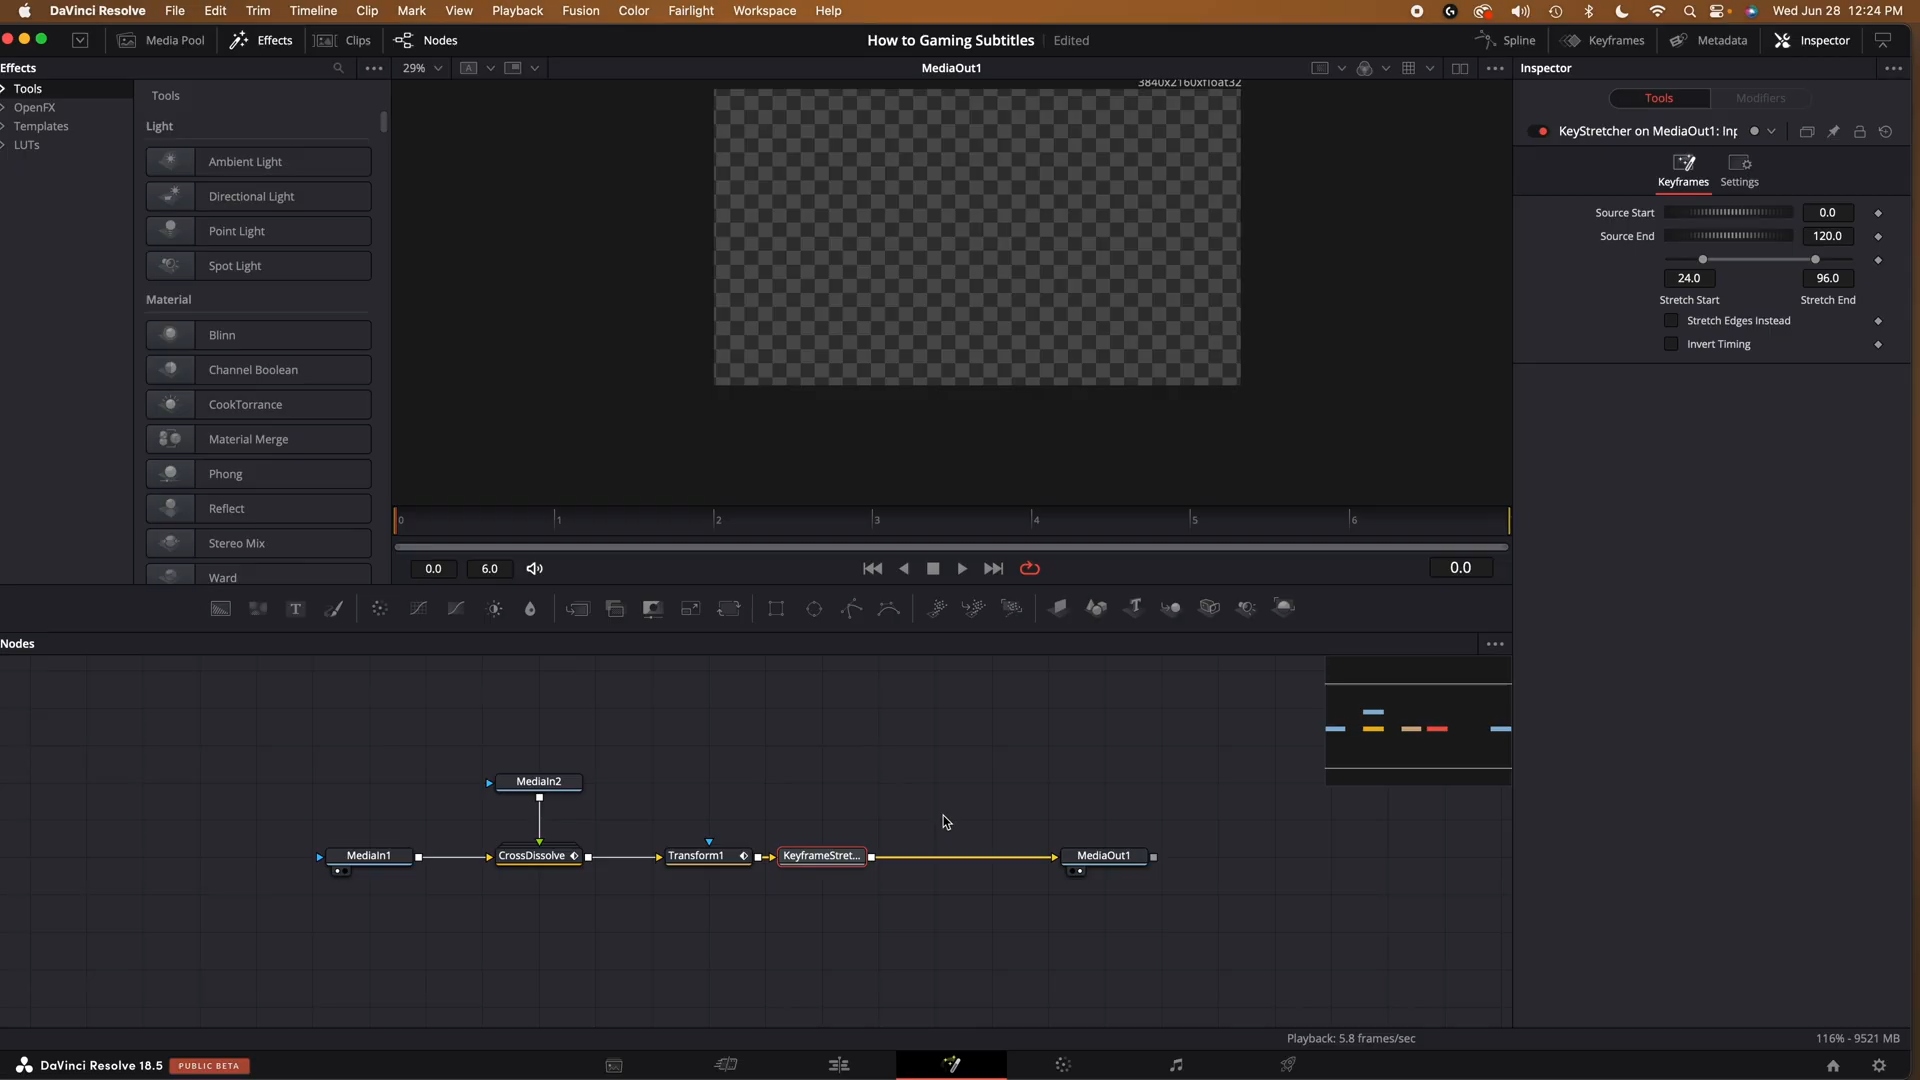 DaVinci Resolve File Edit Trim Timeline Clip Mark View Playback Fusion Color Fairlight Workspace Help Wed Jun 28 12:24 PM
Media Pool Effects Clips Nodes How to Gaming Subtitles Edited Spline Keyframes Metadata Inspector
Effects 29% A MediaOut1 Inspector
3840x2160xfloat32
Tools
OpenFX
Templates
LUTs
Tools
Light
Ambient Light
Directional Light
Point Light
Spot Light
Material
Blinn
Channel Boolean
CookTorrance
Material Merge
Phong
Reflect
Stereo Mix
Ward
Tools Modifiers
KeyStretcher on MediaOut1: Inp
Keyframes Settings
Source Start 0.0
Source End 120.0
24.0 96.0
Stretch Start Stretch End
Stretch Edges Instead
Invert Timing
0 1 2 3 4 5 6
0.0 6.0 0.0
T T
Nodes
MediaIn2
MediaIn1 CrossDissolve Transform1 KeyframeStret... MediaOut1
Playback: 5.8 frames/sec 116% - 9521 MB
DaVinci Resolve 18.5 PUBLIC BETA